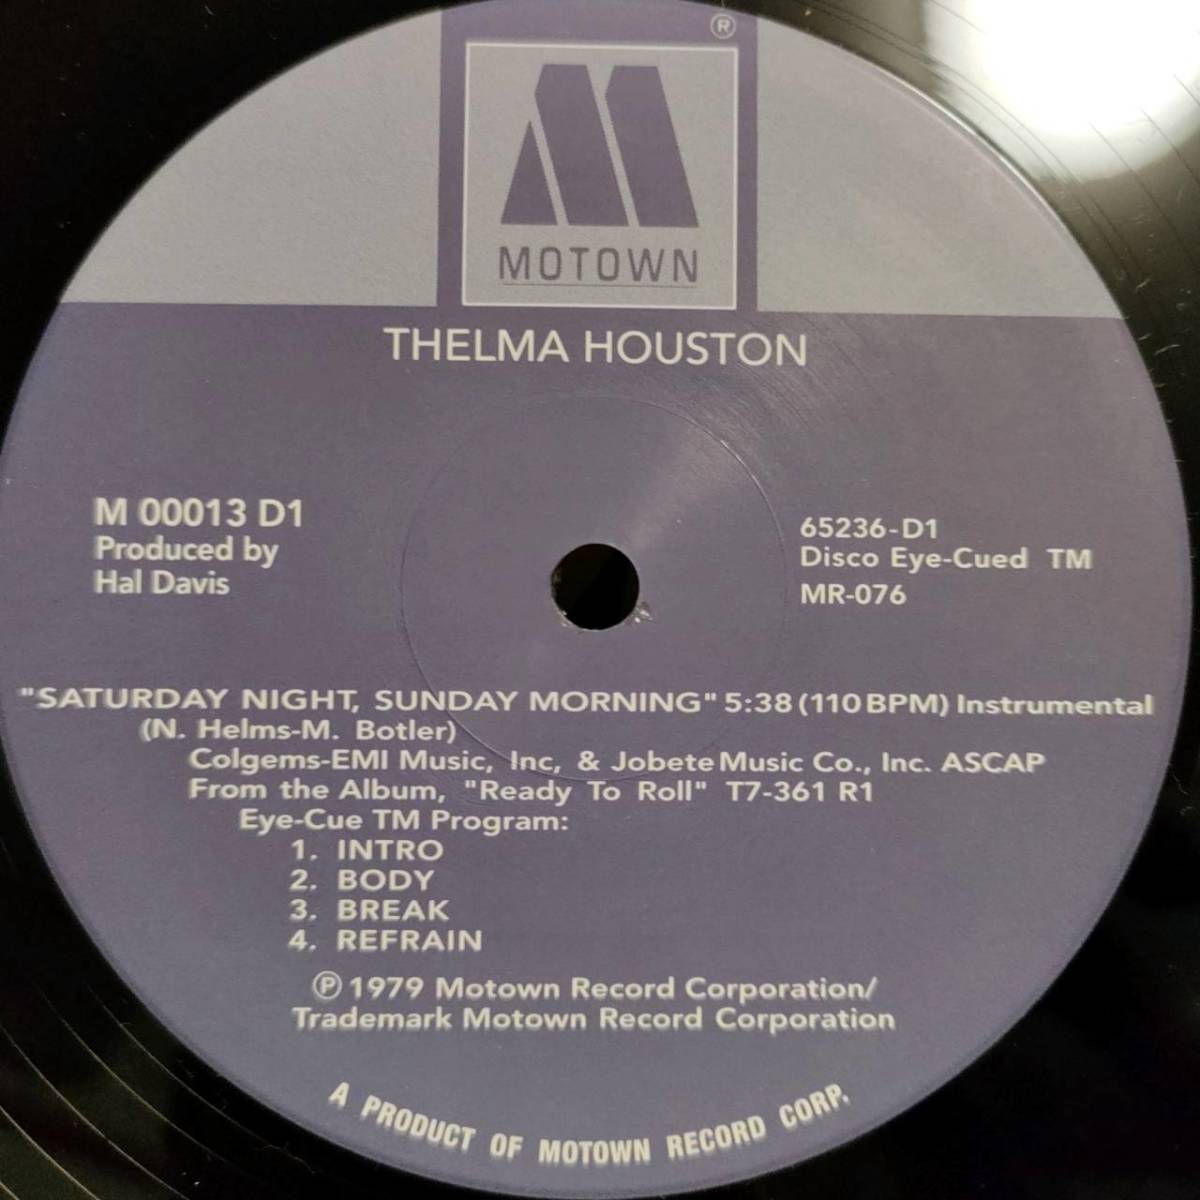 ®
MOTOWN
THELMA HOUSTON
M 00013 D1
Produced by
Hal Davis
65236-D1
Disco Eye-Cued TM
MR-076
"SATURDAY NIGHT, SUNDAY MORNING" 5:38 (110 BPM) Instrumental
(N. Helms-M. Botler)
Colgems-EMI Music, Inc, & Jobete Music Co., Inc. ASCAP
From the Album, "Ready To Roll" T7-361 R1
Eye-Cue TM Program:
1. INTRO
2. BODY
3. BREAK
4. REFRAIN
℗ 1979 Motown Record Corporation/
Trademark Motown Record Corporation
A PRODUCT OF MOTOWN RECORD CORP.